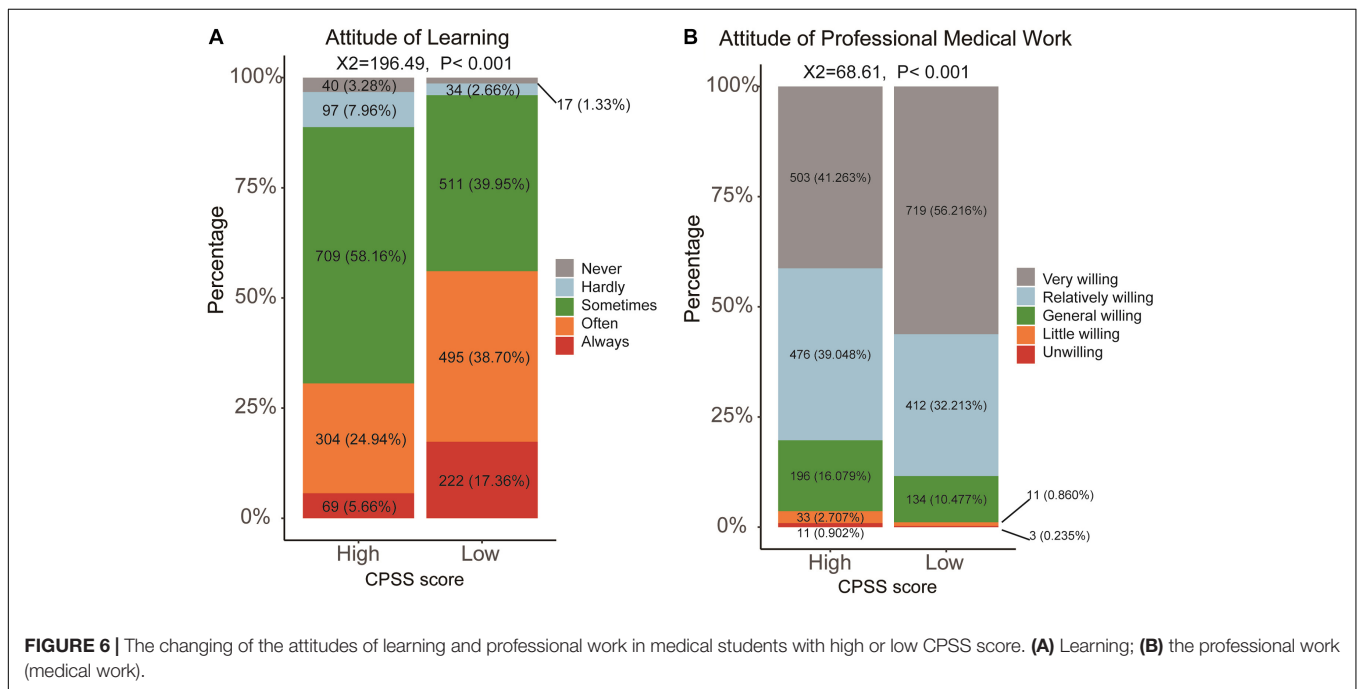 A
Attitude of Learning
X2=196.49, P< 0.001
Percentage
100%
75%
50%
25%
0%
40 (3.28%)
97 (7.96%)
709 (58.16%)
304 (24.94%)
69 (5.66%)
34 (2.66%)
17 (1.33%)
511 (39.95%)
495 (38.70%)
222 (17.36%)
High
Low
CPSS score
Never
Hardly
Sometimes
Often
Always
B
Attitude of Professional Medical Work
X2=68.61, P< 0.001
Percentage
100%
75%
50%
25%
0%
503 (41.263%)
476 (39.048%)
196 (16.079%)
33 (2.707%)
11 (0.902%)
719 (56.216%)
412 (32.213%)
134 (10.477%)
11 (0.860%)
3 (0.235%)
High
Low
CPSS score
Very willing
Relatively willing
General willing
Little willing
Unwilling
FIGURE 6 | The changing of the attitudes of learning and professional work in medical students with high or low CPSS score. (A) Learning; (B) the professional work
(medical work).